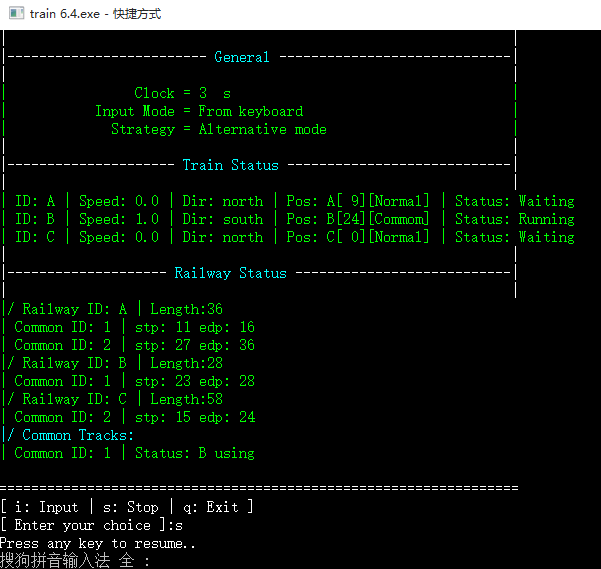 train 6.4.exe - 快捷方式
|------------------------- General -----------------------------|
Clock = 3 s
Input Mode = From keyboard
Strategy = Alternative mode
|--------------------- Train Status ----------------------------|
| ID: A | Speed: 0.0 | Dir: north | Pos: A[ 9][Normal] | Status: Waiting
| ID: B | Speed: 1.0 | Dir: south | Pos: B[24][Commom] | Status: Running
| ID: C | Speed: 0.0 | Dir: north | Pos: C[ 0][Normal] | Status: Waiting
|-------------------- Railway Status ----------------------------|
|/ Railway ID: A | Length:36
| Common ID: 1 | stp: 11 edp: 16
| Common ID: 2 | stp: 27 edp: 36
|/ Railway ID: B | Length:28
| Common ID: 1 | stp: 23 edp: 28
|/ Railway ID: C | Length:58
| Common ID: 2 | stp: 15 edp: 24
|/ Common Tracks:
| Common ID: 1 | Status: B using
=================================================================
[ i: Input | s: Stop | q: Exit ]
[ Enter your choice ]:s
Press any key to resume..
搜狗拼音输入法 全 :